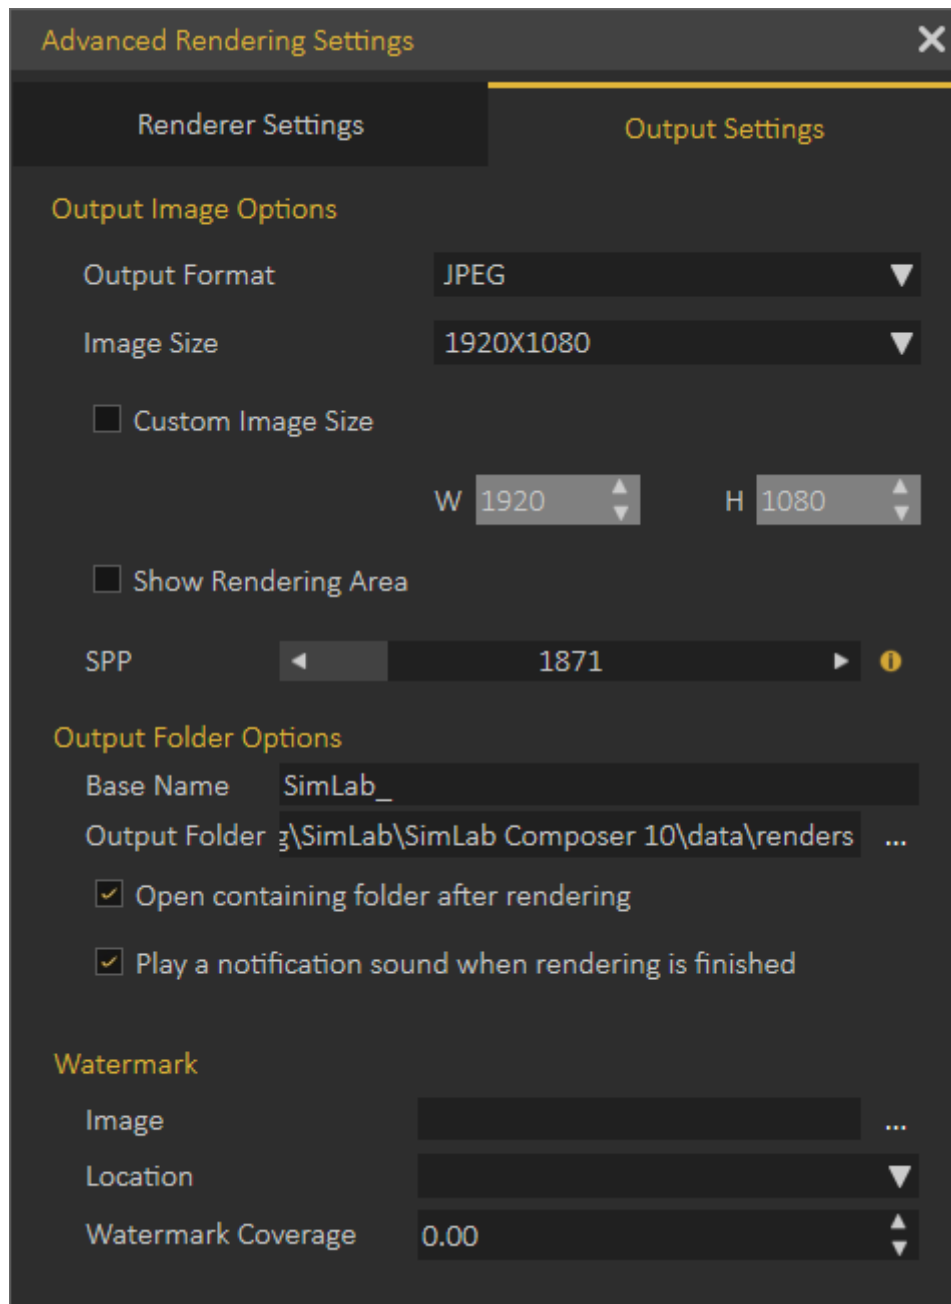 Advanced Rendering Settings
Renderer Settings
Output Settings
Output Image Options
Output Format JPEG
Image Size 1920X1080
Custom Image Size
W 1920 H 1080
Show Rendering Area
SPP 1871
Output Folder Options
Base Name SimLab_
Output Folder g\SimLab\SimLab Composer 10\data\renders ...
Open containing folder after rendering
Play a notification sound when rendering is finished
Watermark
Image ...
Location
Watermark Coverage 0.00